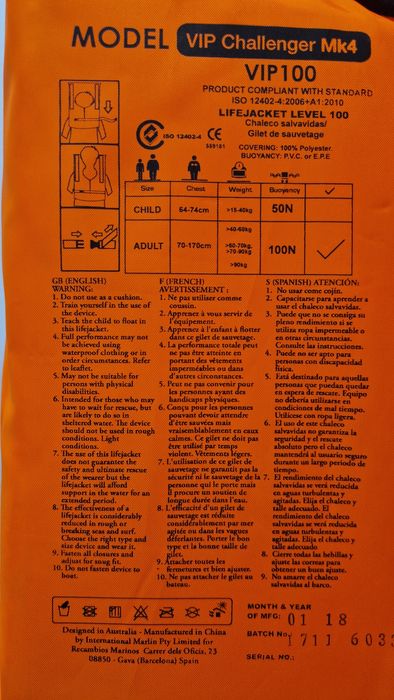 MODEL VIP Challenger Mk4
VIP100
PRODUCT COMPLIANT WITH STANDARD
ISO 12402-4:2006+A1:2010
LIFEJACKET LEVEL 100
Chaleco salvavidas/
Gilet de sauvetage
ISO 12402-4
CE
COVERING: 100% Polyester.
BUOYANCY: P.V.C. or E.P.E
Size Chest Weight Buoyancy ✓
CHILD 64-74cm >15-40kg 50N
ADULT 70-170cm >40-60kg >60-70kg. >70-90kg >90kg 100N ✓
GB (ENGLISH)
WARNING:
1. Do not use as a cushion.
2. Train yourself in the use of
the device.
3. Teach the child to float in
this lifejacket.
4. Full performance may not
be achieved using
waterproof clothing or in
order circumstances. Refer
to leaflet.
5. May not be suitable for
persons with physical
disabilities.
6. Intended for those who may
have to wait for rescue, but
are likely to do so in
sheltered water. The device
should not be used in rough
conditions. Light
conditions.
7. The use of this lifejacket
does not guarantee the
safety and ultimate rescue
of the wearer but the
lifejacket will afford
support in the water for an
extended period.
8. The effectiveness of a
lifejacket is considerably
reduced in rough or
breaking seas and surf.
Choose the right type and
size device and wear it.
9. Fasten all closures and
adjust for snug fit.
10. Do not fasten device to
boat.
F (FRENCH)
AVERTISSEMENT :
1. Ne pas utiliser comme
coussin.
2. Apprenez à vous servir de
l'équipement.
3. Apprenez à l'enfant à flotter
dans ce gilet de sauvetage.
4. La performance totale peut
ne pas être atteinte en
portant des vêtements
imperméables ou dans
d'autres circonstances.
5. Peut ne pas convenir pour
les personnes ayant des
handicaps physiques.
6. Conçu pour les personnes
pouvant devoir attendre
d'être sauvées mais
vraisemblablement en eaux
calmes. Ce gilet ne doit pas
être utilisé par temps
violent. Vêtements légers.
7. L'utilisation de ce gilet de
sauvetage ne garantit pas la
sécurité ni le sauvetage de la
personne qui le porte mais
il procure un soutien de
longue durée dans l'eau.
8. L'efficacité d'un gilet de
sauvetage est réduite
considérablement par mer
agitée ou dans les vagues
déferlantes. Porter le bon
type et la bonne taille de
gilet.
9. Attacher toutes les
fermetures et bien ajuster.
10. Ne pas attacher le gilet au
bateau.
S (SPANISH) ATENCIÓN:
1. No usar como cojín.
2. Capacitarse para aprender a
usar el chaleco salvavidas.
3. Puede que no se consiga su
pleno rendimiento si se
utiliza ropa impermeable o
en otras circunstancias.
Consulte las instrucciones.
4. Puede no ser apto para
personas con discapacidad
física.
5. Está destinado para aquellas
personas que puedan quedar
en espera de rescate. Equipo
no debería utilizarse en
condiciones de mal tiempo.
Utilícese con ropa ligera.
6. El uso de este chaleco
salvavidas no garantiza la
seguridad y el rescate
absoluto pero el chaleco
mantendrá al usuario seguro
durante un largo período de
tiempo.
7. El rendimiento del chaleco
salvavidas se verá reducida
en aguas turbulentas y
agitadas. Elija el chaleco y
talle adecuado. El
rendimiento del chaleco
salvavidas se verá reducida
en aguas turbulentas y
agitadas. Elija el chaleco y
talle adecuado
8. Cierre todas las hebillas y
ajuste las correas para
obtener un buen ajuste.
9. No amarre el chaleco
salvavidas al barco.
Designed in Australia - Manufactured in China
by International Marlin Pty Limited for
Recambios Marinos Carrer dels Oficis, 23
08850 - Gava (Barcelona) Spain
MONTH & YEAR
OF MFG: 01 18
BATCH No: 1711 603
SERIAL NO.: